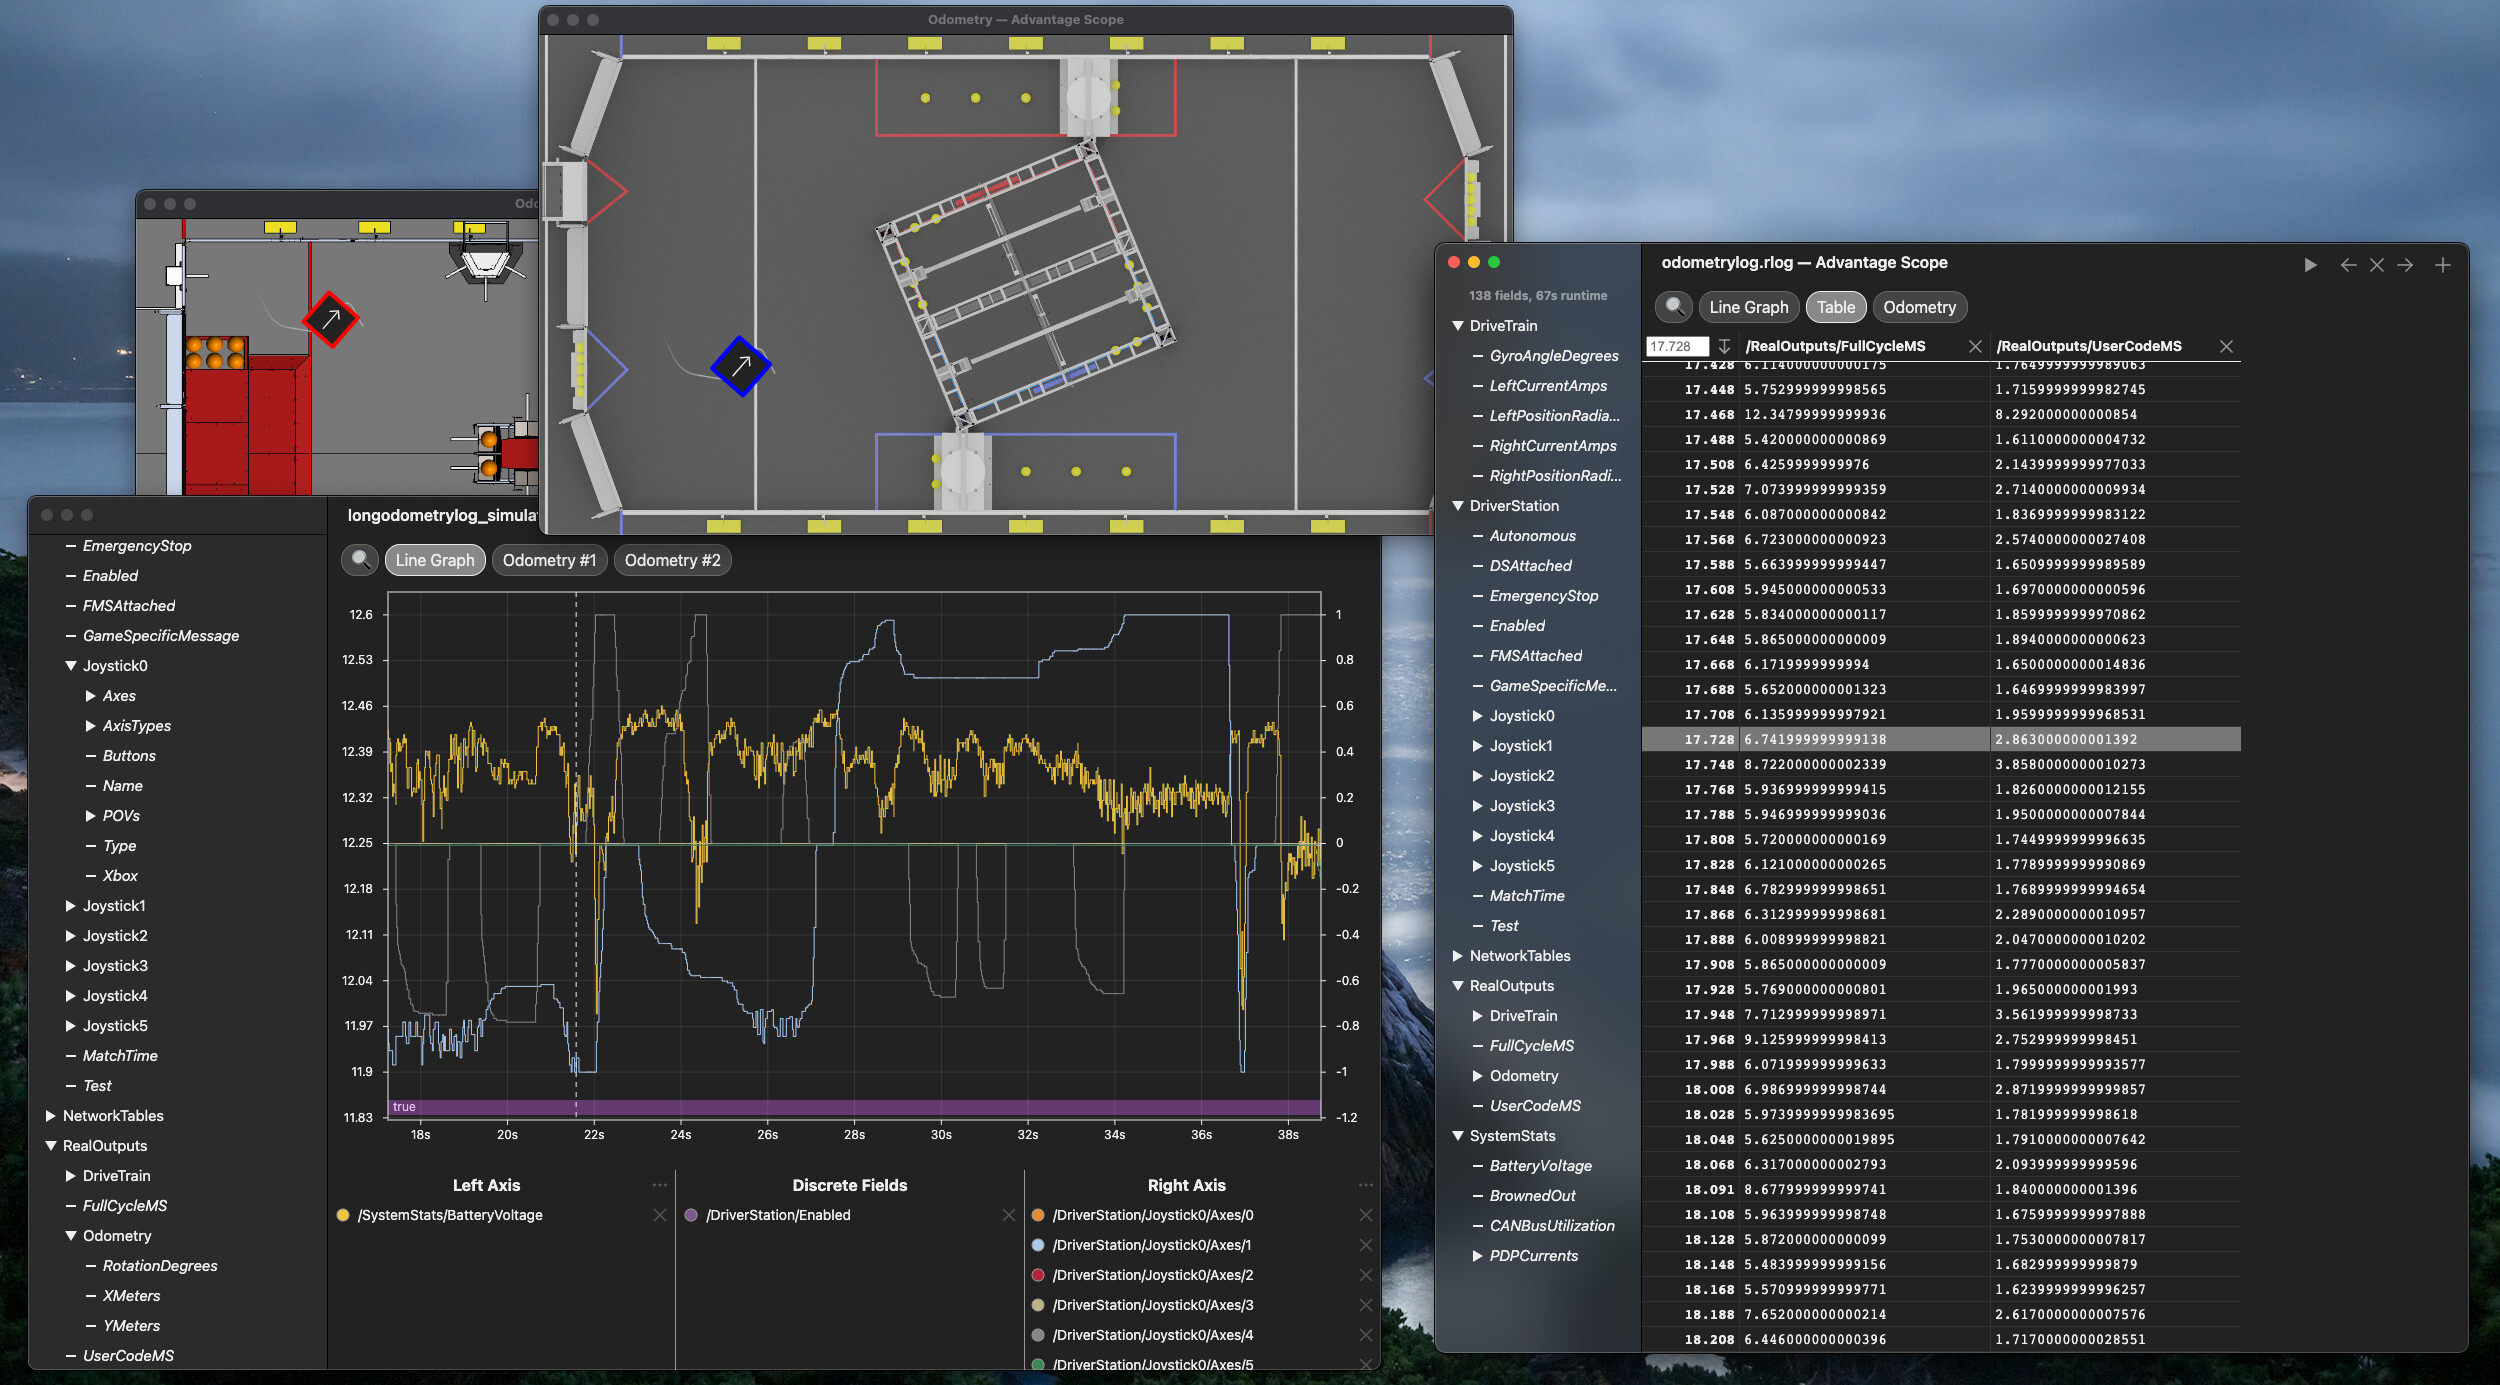 Odometry — Advantage Scope
Odo
longodometrylog_simula
EmergencyStop
Enabled
FMSAttached
GameSpecificMessage
Joystick0
Axes
AxisTypes
Buttons
Name
POVs
Type
Xbox
Joystick1
Joystick2
Joystick3
Joystick4
Joystick5
MatchTime
Test
NetworkTables
RealOutputs
DriveTrain
FullCycleMS
Odometry
RotationDegrees
XMeters
YMeters
UserCodeMS
Line Graph Odometry #1 Odometry #2
12.6 1
12.53 0.8
12.46 0.6
12.39 0.4
12.32 0.2
12.25 0
12.18 -0.2
12.11 -0.4
12.04 -0.6
11.97 -0.8
11.9 -1
true
11.83 -1.2
18s 20s 22s 24s 26s 28s 30s 32s 34s 36s 38s
Left Axis ...
/SystemStats/BatteryVoltage
Discrete Fields
/DriverStation/Enabled
Right Axis ...
/DriverStation/Joystick0/Axes/0
/DriverStation/Joystick0/Axes/1
/DriverStation/Joystick0/Axes/2
/DriverStation/Joystick0/Axes/3
/DriverStation/Joystick0/Axes/4
/DriverStation/Joystick0/Axes/5
138 fields, 67s runtime
DriveTrain
GyroAngleDegrees
LeftCurrentAmps
LeftPositionRadia...
RightCurrentAmps
RightPositionRadi...
DriverStation
Autonomous
DSAttached
EmergencyStop
Enabled
FMSAttached
GameSpecificMe...
Joystick0
Joystick1
Joystick2
Joystick3
Joystick4
Joystick5
MatchTime
Test
NetworkTables
RealOutputs
DriveTrain
FullCycleMS
Odometry
UserCodeMS
SystemStats
BatteryVoltage
BrownedOut
CANBusUtilization
PDPCurrents
odometrylog.rlog — Advantage Scope
Line Graph Table Odometry
17.728 /RealOutputs/FullCycleMS /RealOutputs/UserCodeMS
17.428 6.114000000000175 1.7649999999989063
17.448 5.752999999998565 1.7159999999982745
17.468 12.34799999999936 8.292000000000854
17.488 5.420000000000869 1.6110000000004732
17.508 6.4259999999976 2.1439999999977033
17.528 7.073999999999359 2.7140000000009934
17.548 6.087000000000842 1.8369999999983122
17.568 6.723000000000923 2.5740000000027408
17.588 5.663999999999447 1.6509999999989589
17.608 5.945000000000533 1.6970000000000596
17.628 5.834000000000117 1.8599999999970862
17.648 5.865000000000009 1.8940000000000623
17.668 6.1719999999994 1.6500000000014836
17.688 5.652000000001323 1.6469999999983997
17.708 6.135999999997921 1.9599999999968531
17.728 6.741999999999138 2.863000000001392
17.748 8.722000000002339 3.8580000000010273
17.768 5.936999999999415 1.8260000000012155
17.788 5.946999999999036 1.9500000000007844
17.808 5.720000000000169 1.7449999999996635
17.828 6.121000000000265 1.7789999999990869
17.848 6.782999999998651 1.7689999999994654
17.868 6.312999999998681 2.2890000000010957
17.888 6.008999999998821 2.0470000000010202
17.908 5.865000000000009 1.7770000000005837
17.928 5.769000000000801 1.965000000001993
17.948 7.712999999998971 3.561999999998733
17.968 9.125999999998413 2.752999999998451
17.988 6.071999999999633 1.7999999999993577
18.008 6.986999999998744 2.8719999999999857
18.028 5.9739999999983695 1.781999999998618
18.048 5.6250000000019895 1.7910000000007642
18.068 6.317000000002793 2.093999999999596
18.091 8.677999999999741 1.840000000001396
18.108 5.963999999998748 1.6759999999997888
18.128 5.872000000000099 1.7530000000007817
18.148 5.483999999999156 1.682999999999879
18.168 5.570999999999771 1.6239999999996257
18.188 7.652000000000214 2.6170000000007576
18.208 6.446000000000396 1.7170000000028551